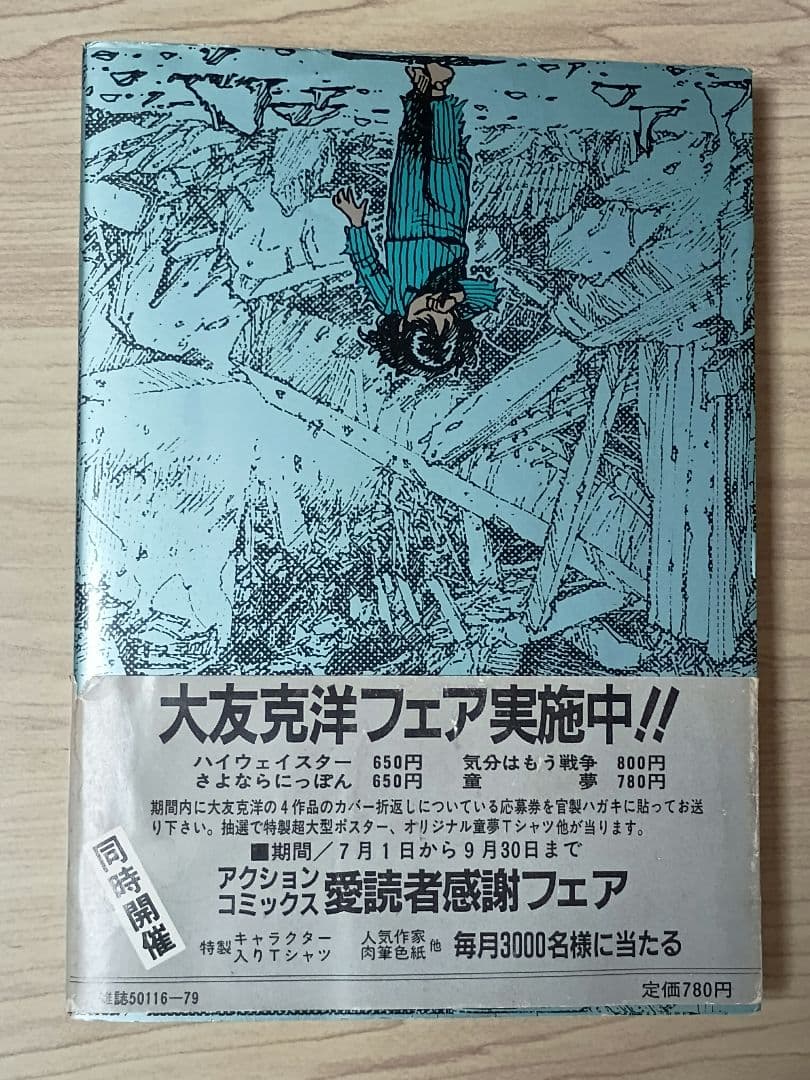 大友克洋フェア実施中!!
ハイウェイスター 650円 気分はもう戦争 800円
さよならにっぽん 650円 童夢 780円
期間内に大友克洋の4作品のカバー折返しについている応募券を官製ハガキに貼ってお送
り下さい。抽選で特製超大型ポスター、オリジナル童夢Tシャツ他が当ります。
■期間/7月1日から9月30日まで
同時開催
アクション
コミックス 愛読者感謝フェア
特製 キャラクター
入りTシャツ
人気作家
肉筆色紙 他 毎月3000名様に当たる
雑誌50116-79
定価780円